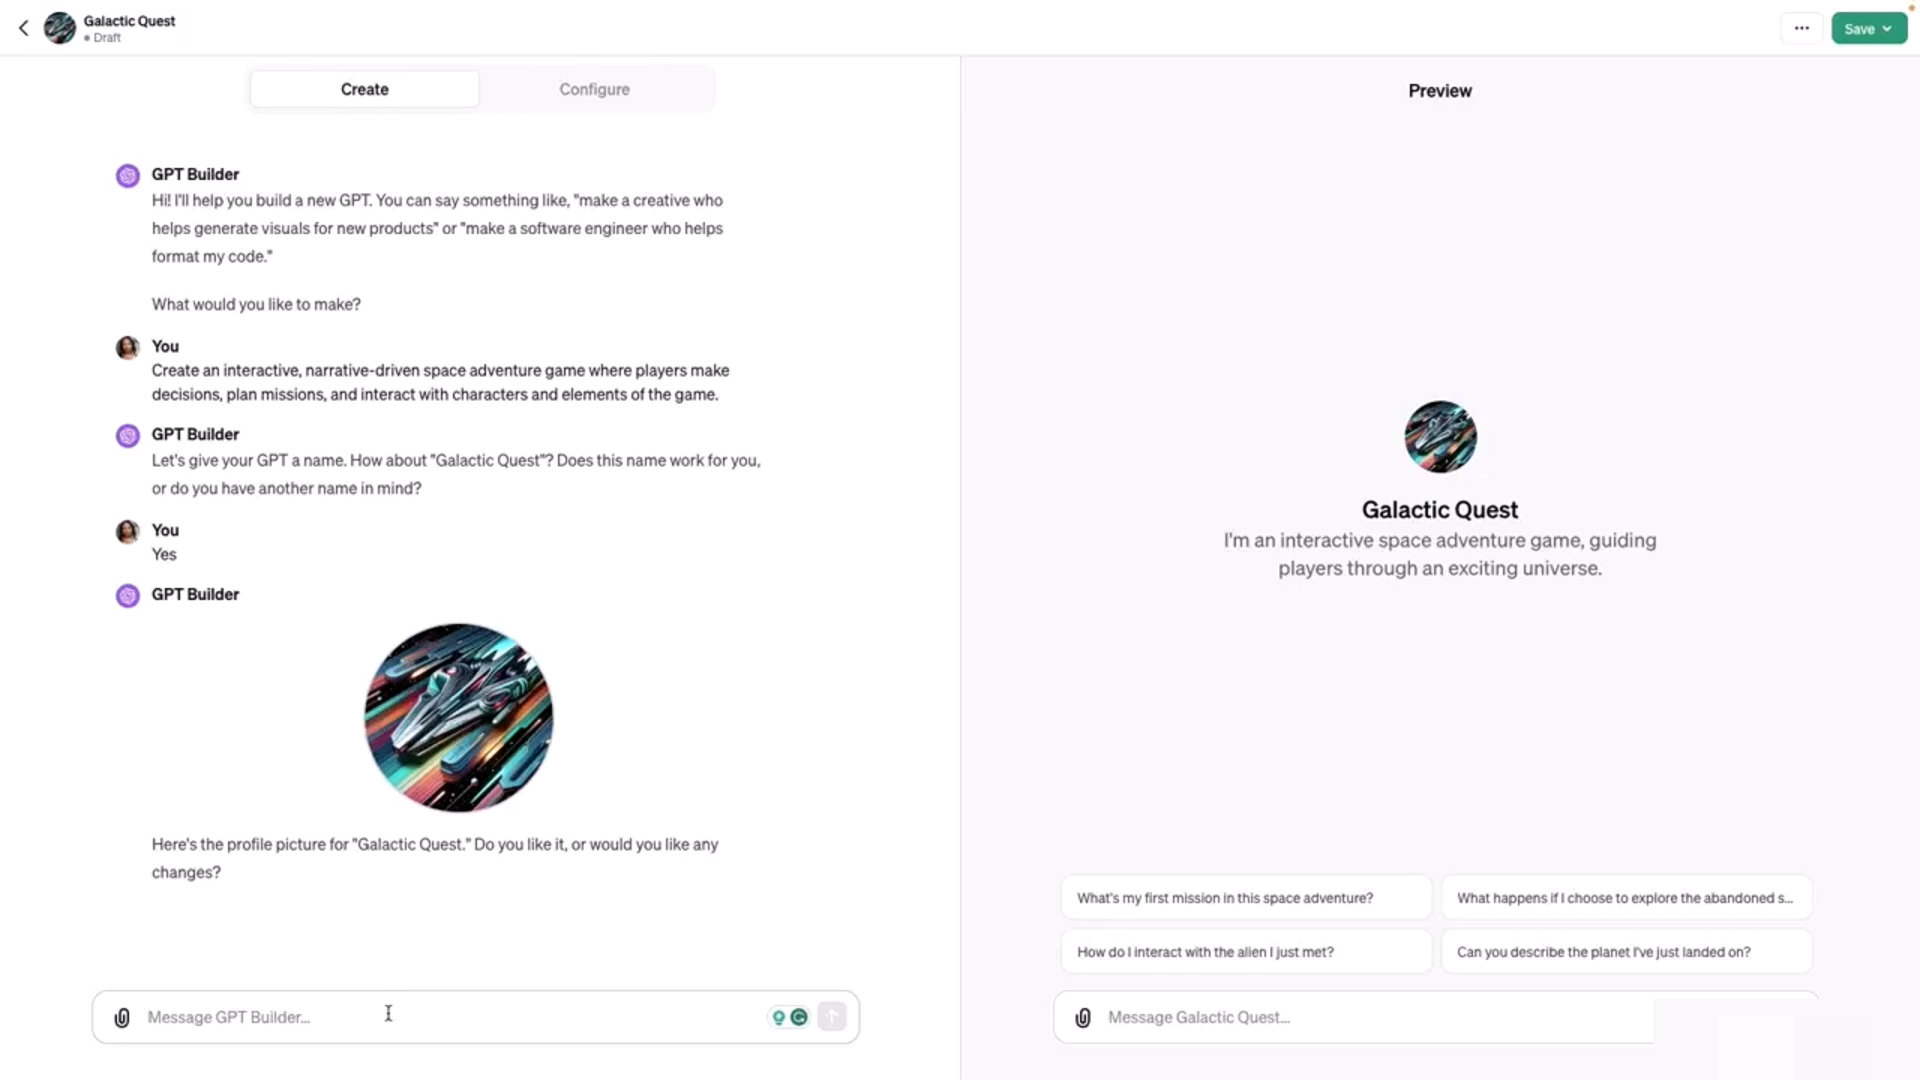 Galactic Quest
Draft
Save
Create
Configure
Preview
GPT Builder
Hi! I'll help you build a new GPT. You can say something like, "make a creative who
helps generate visuals for new products" or "make a software engineer who helps
format my code."
What would you like to make?
You
Create an interactive, narrative-driven space adventure game where players make
decisions, plan missions, and interact with characters and elements of the game.
GPT Builder
Let's give your GPT a name. How about "Galactic Quest"? Does this name work for you,
or do you have another name in mind?
You
Yes
GPT Builder
Here's the profile picture for "Galactic Quest." Do you like it, or would you like any
changes?
Message GPT Builder...
Galactic Quest
I'm an interactive space adventure game, guiding
players through an exciting universe.
What's my first mission in this space adventure?
What happens if I choose to explore the abandoned s...
How do I interact with the alien I just met?
Can you describe the planet I've just landed on?
Message Galactic Quest...